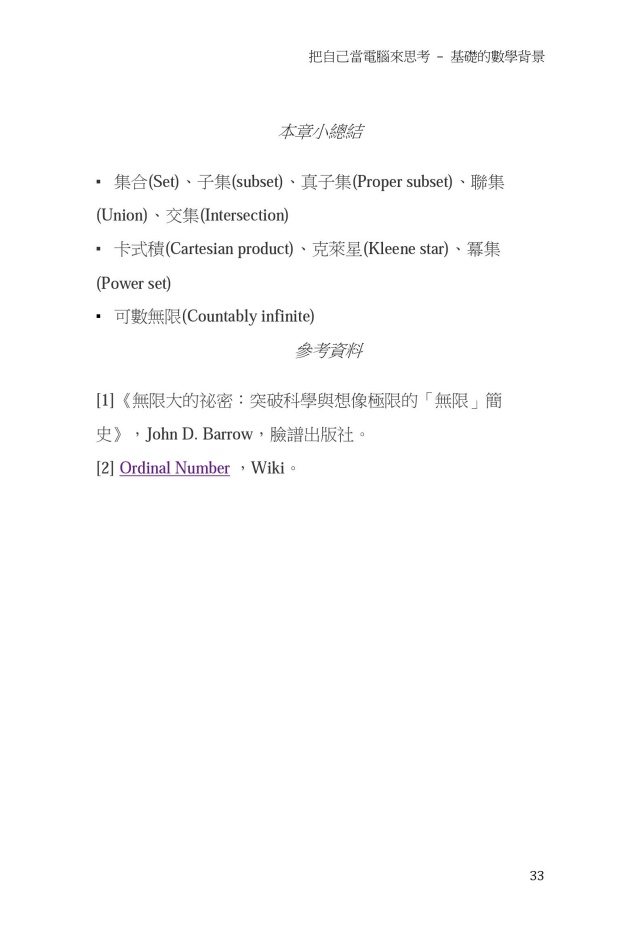 把自己當電腦來思考 – 基礎的數學背景
本章小總結
▪ 集合(Set)、子集(subset)、真子集(Proper subset)、聯集
(Union)、交集(Intersection)
▪ 卡式積(Cartesian product)、克萊星(Kleene star)、冪集
(Power set)
▪ 可數無限(Countably infinite)
參考資料
[1]《無限大的祕密：突破科學與想像極限的「無限」簡
史》，John D. Barrow，臉譜出版社。
[2] Ordinal Number ，Wiki。
33